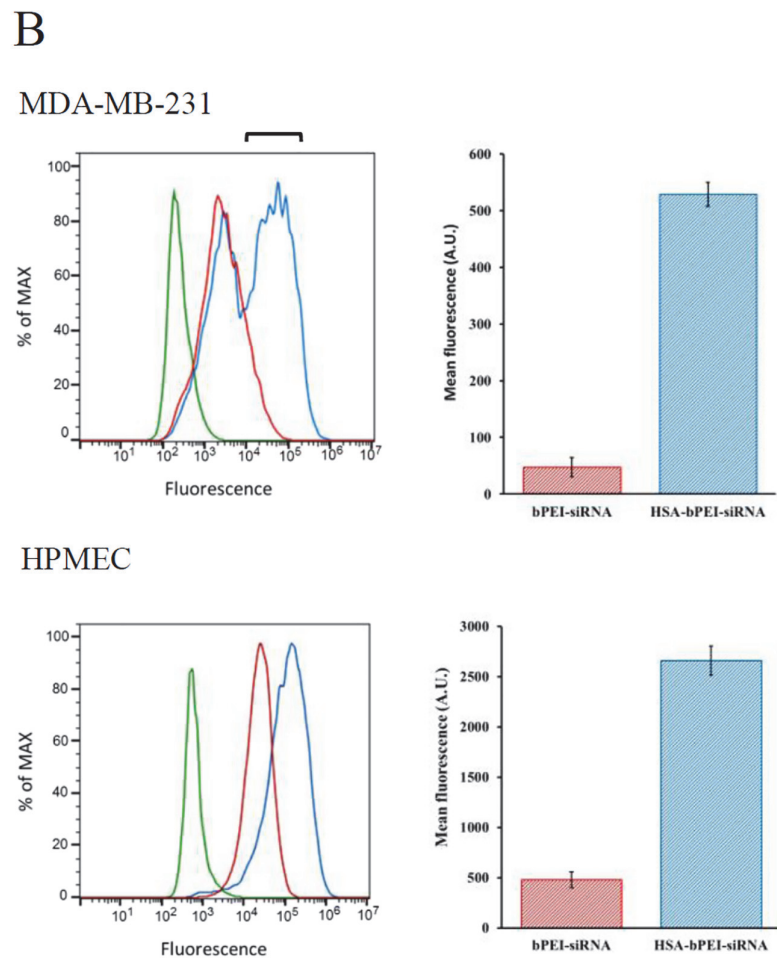 B
MDA-MB-231
100
80
60
40
20
0
% of MAX
10¹ 10² 10³ 10⁴ 10⁵ 10⁶ 10⁷
Fluorescence
600
500
400
300
200
100
0
Mean fluorescence (A.U.)
bPEI-siRNA HSA-bPEI-siRNA
HPMEC
100
80
60
40
20
0
% of MAX
10¹ 10² 10³ 10⁴ 10⁵ 10⁶ 10⁷
Fluorescence
3000
2500
2000
1500
1000
500
0
Mean fluorescence (A.U.)
bPEI-siRNA HSA-bPEI-siRNA